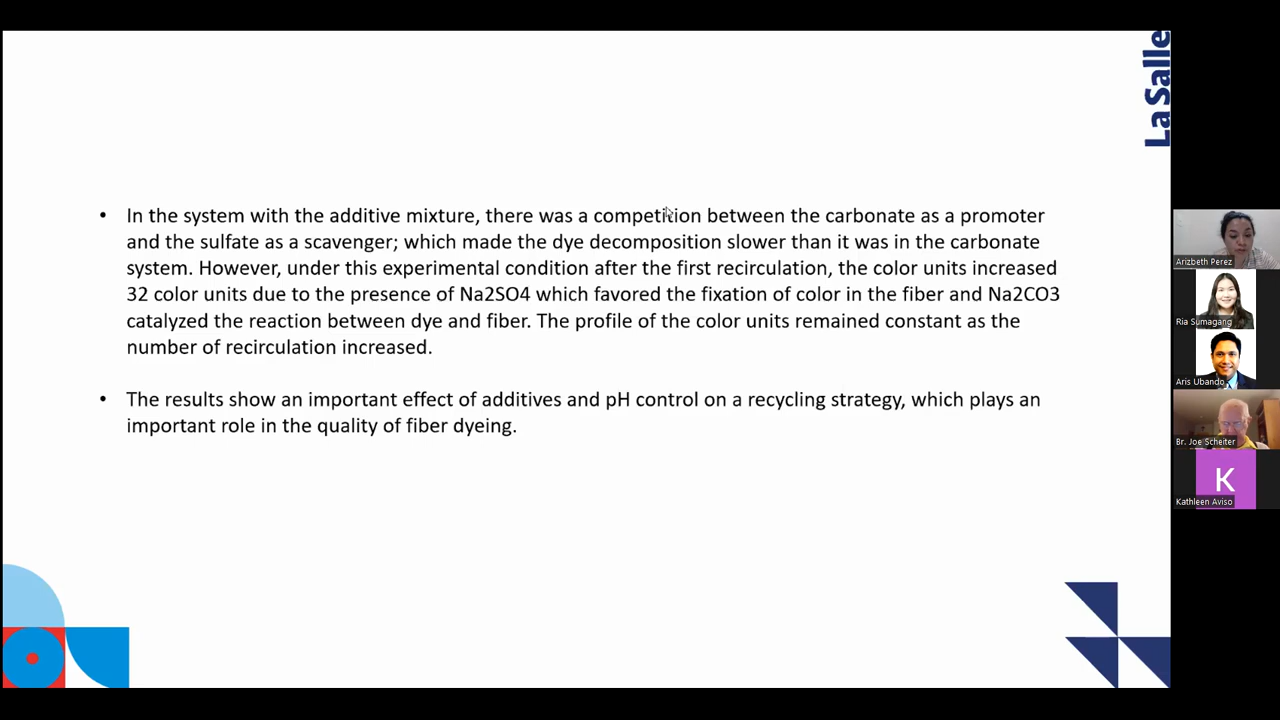 La Salle
• In the system with the additive mixture, there was a competition between the carbonate as a promoter
and the sulfate as a scavenger; which made the dye decomposition slower than it was in the carbonate
system. However, under this experimental condition after the first recirculation, the color units increased
32 color units due to the presence of Na2SO4 which favored the fixation of color in the fiber and Na2CO3
catalyzed the reaction between dye and fiber. The profile of the color units remained constant as the
number of recirculation increased.
• The results show an important effect of additives and pH control on a recycling strategy, which plays an
important role in the quality of fiber dyeing.
Arizbeth Perez
Ria Sumagang
Aris Ubando
Br. Joe Scheiter
K
Kathleen Aviso